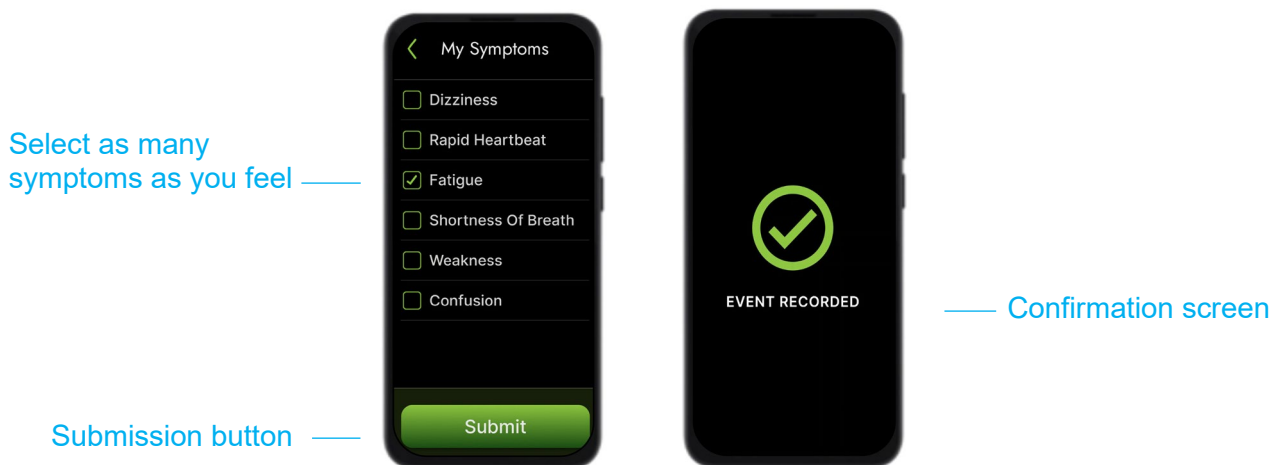 My Symptoms
Dizziness
Rapid Heartbeat
Select as many
symptoms as you feel
Fatigue
Shortness Of Breath
Weakness
Confusion
Submission button
Submit
EVENT RECORDED
Confirmation screen